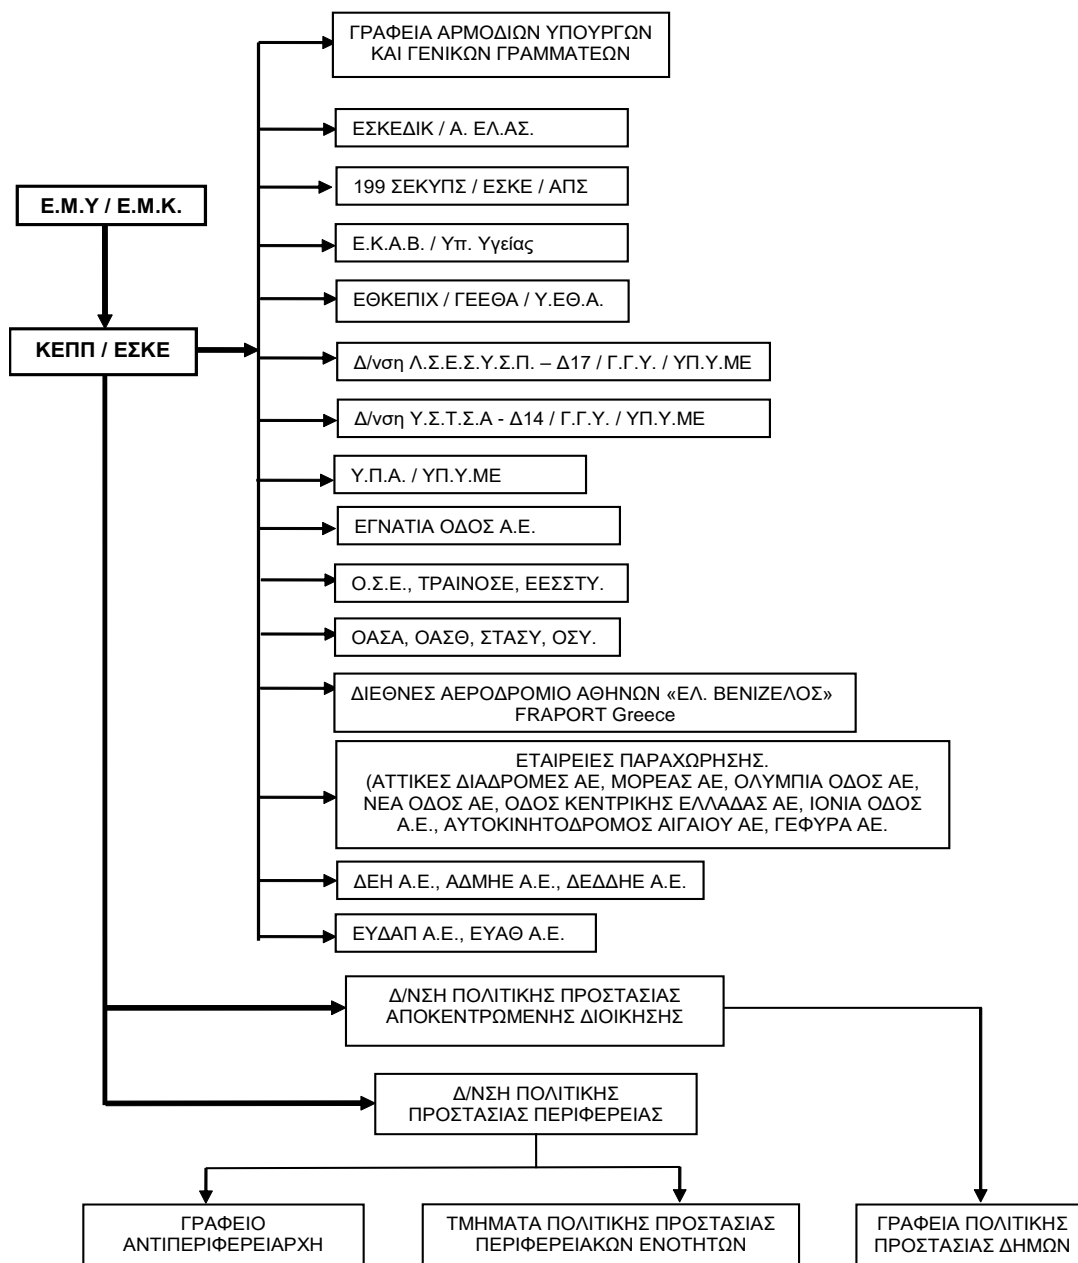 ΓΡΑΦΕΙΑ ΑΡΜΟΔΙΩΝ ΥΠΟΥΡΓΩΝ
ΚΑΙ ΓΕΝΙΚΩΝ ΓΡΑΜΜΑΤΕΩΝ
ΕΣΚΕΔΙΚ / Α. ΕΛ.ΑΣ.
199 ΣΕΚΥΠΣ / ΕΣΚΕ / ΑΠΣ
Ε.Μ.Υ / Ε.Μ.Κ.
Ε.Κ.Α.Β. / Υπ. Υγείας
ΕΘΚΕΠΙΧ / ΓΕΕΘΑ / Υ.ΕΘ.Α.
ΚΕΠΠ / ΕΣΚΕ
Δ/νση Λ.Σ.Ε.Σ.Υ.Σ.Π. – Δ17 / Γ.Γ.Υ. / ΥΠ.Υ.ΜΕ
Δ/νση Υ.Σ.Τ.Σ.Α - Δ14 / Γ.Γ.Υ. / ΥΠ.Υ.ΜΕ
Υ.Π.Α. / ΥΠ.Υ.ΜΕ
ΕΓΝΑΤΙΑ ΟΔΟΣ Α.Ε.
Ο.Σ.Ε., ΤΡΑΙΝΟΣΕ, ΕΕΣΣΤΥ.
ΟΑΣΑ, ΟΑΣΘ, ΣΤΑΣΥ, ΟΣΥ.
ΔΙΕΘΝΕΣ ΑΕΡΟΔΡΟΜΙΟ ΑΘΗΝΩΝ «ΕΛ. ΒΕΝΙΖΕΛΟΣ»
FRAPORT Greece
ΕΤΑΙΡΕΙΕΣ ΠΑΡΑΧΩΡΗΣΗΣ.
(ΑΤΤΙΚΕΣ ΔΙΑΔΡΟΜΕΣ ΑΕ, ΜΟΡΕΑΣ ΑΕ, ΟΛΥΜΠΙΑ ΟΔΟΣ ΑΕ,
ΝΕΑ ΟΔΟΣ ΑΕ, ΟΔΟΣ ΚΕΝΤΡΙΚΗΣ ΕΛΛΑΔΑΣ ΑΕ, ΙΟΝΙΑ ΟΔΟΣ
Α.Ε., ΑΥΤΟΚΙΝΗΤΟΔΡΟΜΟΣ ΑΙΓΑΙΟΥ ΑΕ, ΓΕΦΥΡΑ ΑΕ.
ΔΕΗ Α.Ε., ΑΔΜΗΕ Α.Ε., ΔΕΔΔΗΕ Α.Ε.
ΕΥΔΑΠ Α.Ε., ΕΥΑΘ Α.Ε.
Δ/ΝΣΗ ΠΟΛΙΤΙΚΗΣ ΠΡΟΣΤΑΣΙΑΣ
ΑΠΟΚΕΝΤΡΩΜΕΝΗΣ ΔΙΟΙΚΗΣΗΣ
Δ/ΝΣΗ ΠΟΛΙΤΙΚΗΣ
ΠΡΟΣΤΑΣΙΑΣ ΠΕΡΙΦΕΡΕΙΑΣ
ΓΡΑΦΕΙΟ
ΑΝΤΙΠΕΡΙΦΕΡΕΙΑΡΧΗ
ΤΜΗΜΑΤΑ ΠΟΛΙΤΙΚΗΣ ΠΡΟΣΤΑΣΙΑΣ
ΠΕΡΙΦΕΡΕΙΑΚΩΝ ΕΝΟΤΗΤΩΝ
ΓΡΑΦΕΙΑ ΠΟΛΙΤΙΚΗΣ
ΠΡΟΣΤΑΣΙΑΣ ΔΗΜΩΝ